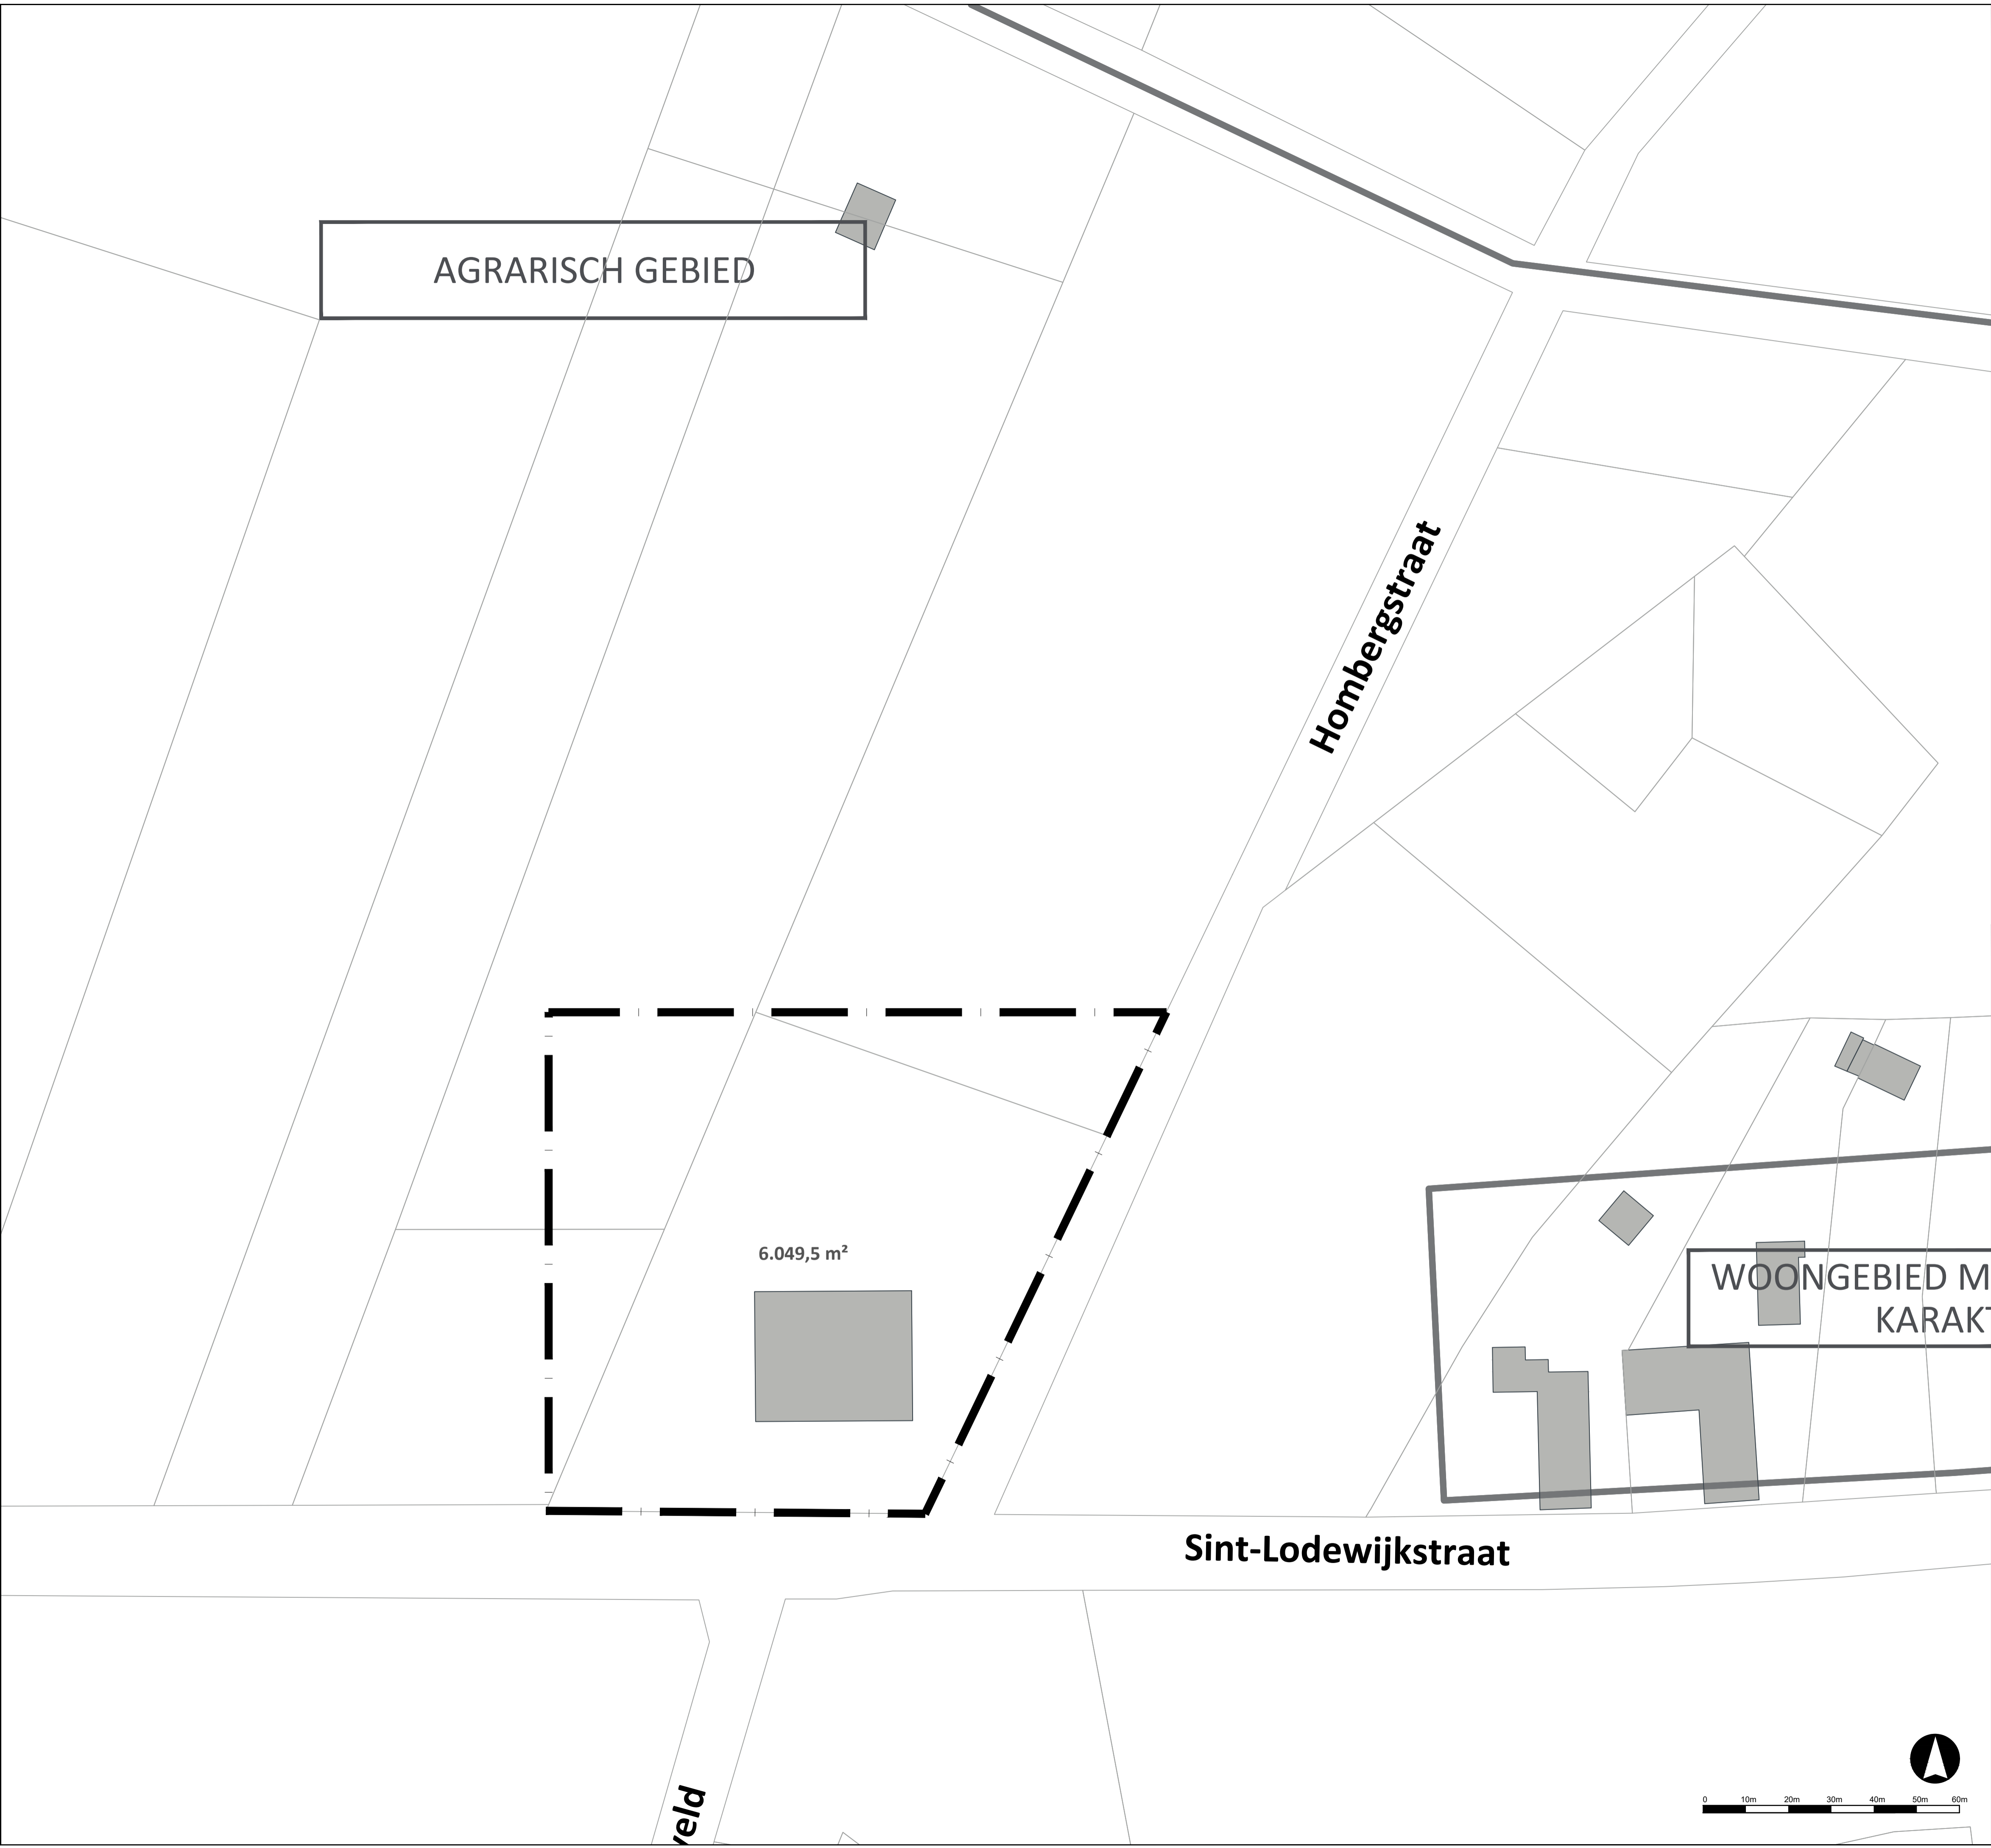 AGRARISCH GEBIED
Hombergstraat
6.049,5 m²
WOONGEBIED M
KARAKT
Sint-Lodewijkstraat
veld
0 10m 20m 30m 40m 50m 60m